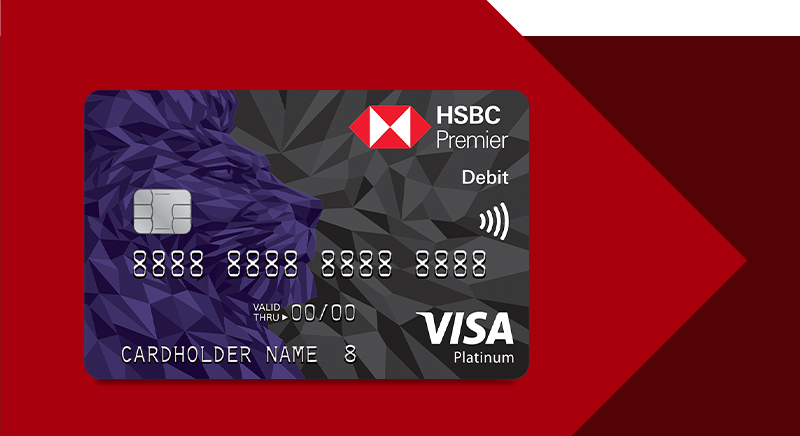 HSBC
Premier
Debit
8888 8888 8888 8888
VALID
THRU ▶ 00/00
VISA
CARDHOLDER NAME 8
Platinum